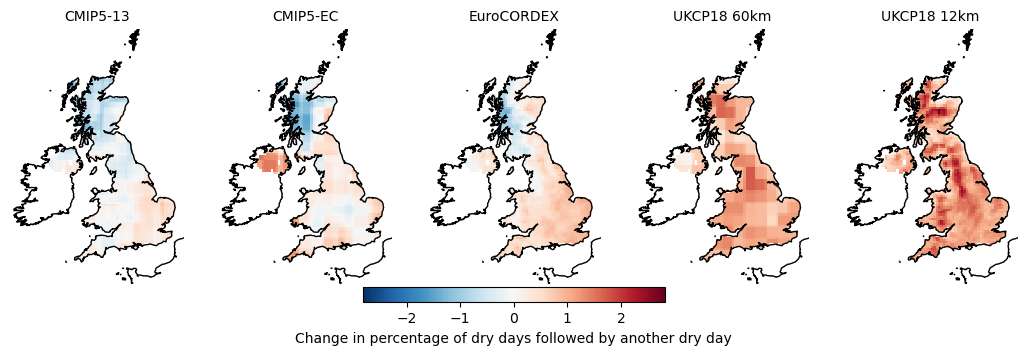 CMIP5-13 CMIP5-EC EuroCORDEX UKCP18 60km UKCP18 12km
−2 −1 0 1 2
Change in percentage of dry days followed by another dry day